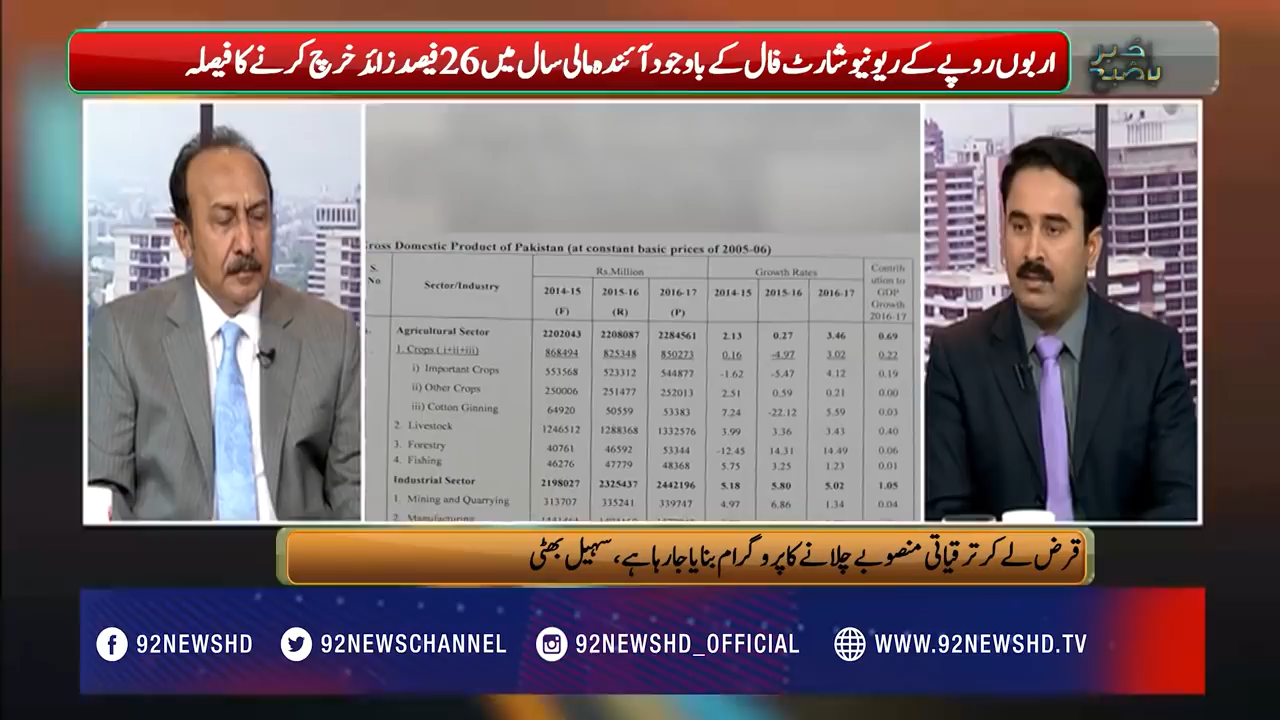 اربوں روپے کے ریونیو شارٹ فال کے باوجود آئندہ مالی سال میں 26 فیصد زائد خرچ کرنے کا فیصلہ
خبر
Gross Domestic Product of Pakistan (at constant basic prices of 2005-06)
S. No. Sector/Industry Rs.Million Growth Rates Contrib ution to GDP Growth 2016-17
2014-15 2015-16 2016-17 2014-15 2015-16 2016-17
(F) (R) (P)
Agricultural Sector 2202043 2208087 2284561 2.13 0.27 3.46 0.69
1. Crops ( i+ii+iii) 868494 825348 850273 0.16 -4.97 3.02 0.22
i) Important Crops 553568 523312 544877 -1.62 -5.47 4.12 0.19
ii) Other Crops 250006 251477 252013 2.51 0.59 0.21 0.00
iii) Cotton Ginning 64920 50559 53383 7.24 -22.12 5.59 0.03
2. Livestock 1246512 1288368 1332576 3.99 3.36 3.43 0.40
3. Forestry 40761 46592 53344 -12.45 14.31 14.49 0.06
4. Fishing 46276 47779 48368 5.75 3.25 1.23 0.01
Industrial Sector 2198027 2325437 2442196 5.18 5.80 5.02 1.05
1. Mining and Quarrying 313707 335241 339747 4.97 6.86 1.34 0.04
2. Manufacturing
قرض لے کر ترقیاتی منصوبے چلانے کا پروگرام بنایا جا رہا ہے، سہیل بھٹی
92NEWSHD 92NEWSCHANNEL 92NEWSHD_OFFICIAL WWW.92NEWSHD.TV